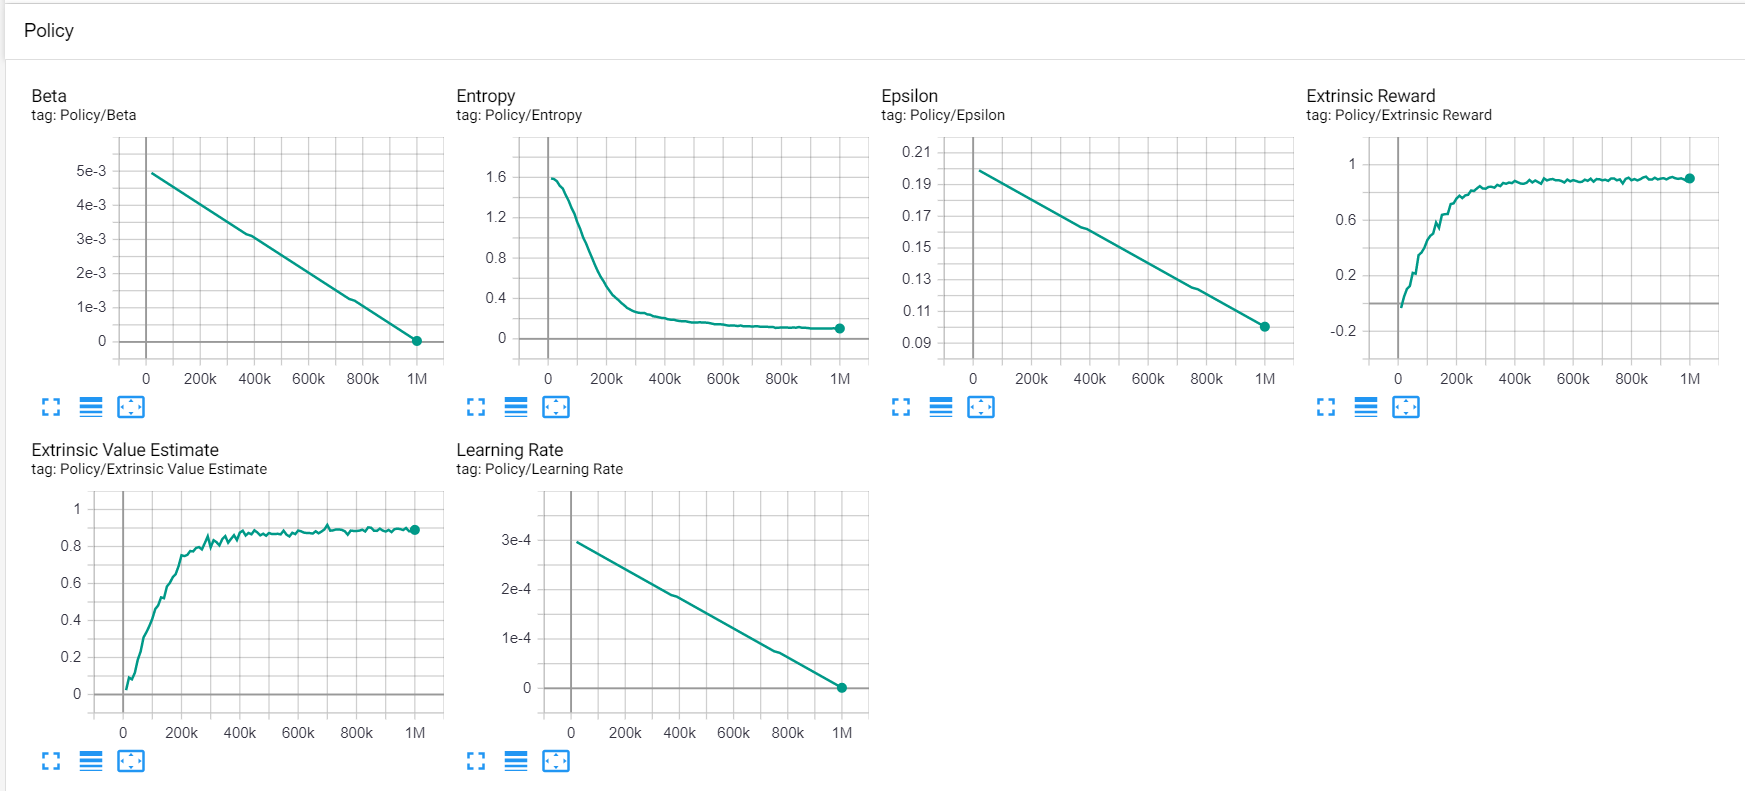 Policy
Beta
tag: Policy/Beta
5e-3
4e-3
3e-3
2e-3
1e-3
0
0 200k 400k 600k 800k 1M
Entropy
tag: Policy/Entropy
1.6
1.2
0.8
0.4
0
0 200k 400k 600k 800k 1M
Epsilon
tag: Policy/Epsilon
0.21
0.19
0.17
0.15
0.13
0.11
0.09
0 200k 400k 600k 800k 1M
Extrinsic Reward
tag: Policy/Extrinsic Reward
1
0.6
0.2
-0.2
0 200k 400k 600k 800k 1M
Extrinsic Value Estimate
tag: Policy/Extrinsic Value Estimate
1
0.8
0.6
0.4
0.2
0
0 200k 400k 600k 800k 1M
Learning Rate
tag: Policy/Learning Rate
3e-4
2e-4
1e-4
0
0 200k 400k 600k 800k 1M